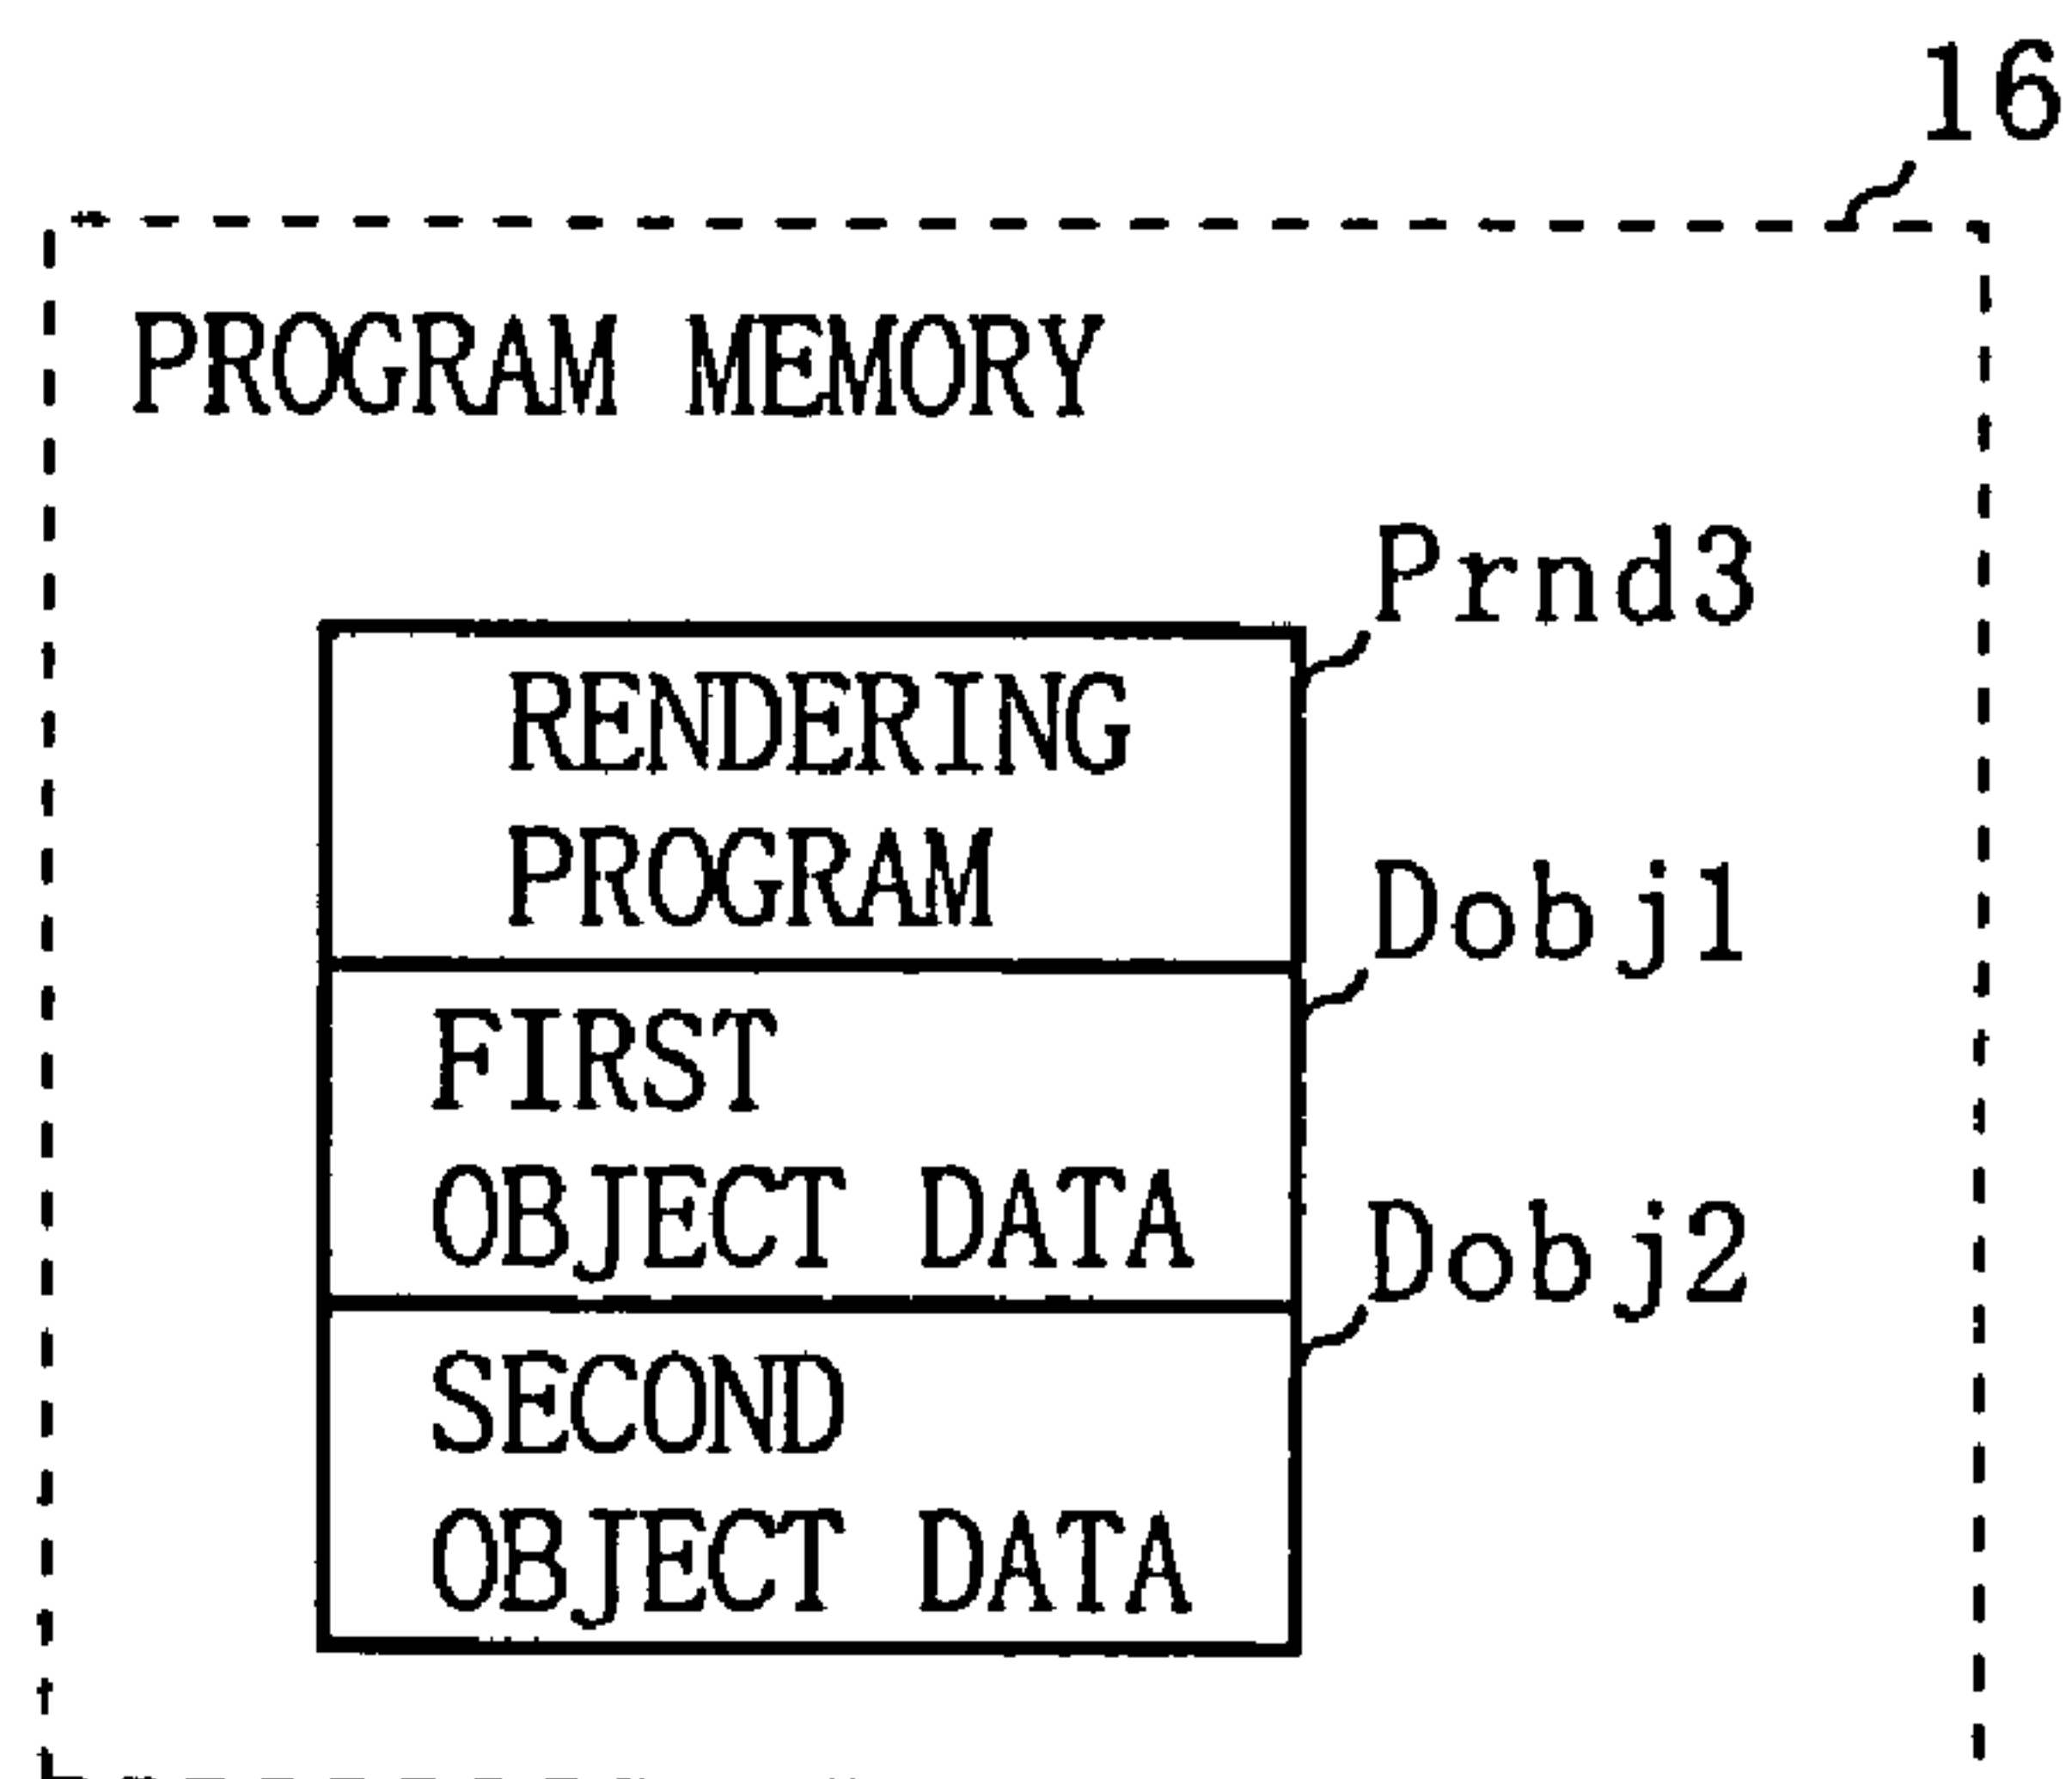 16
PROGRAM MEMORY
Prnd3
RENDERING
PROGRAM
Dobj1
FIRST
OBJECT DATA
Dobj2
SECOND
OBJECT DATA